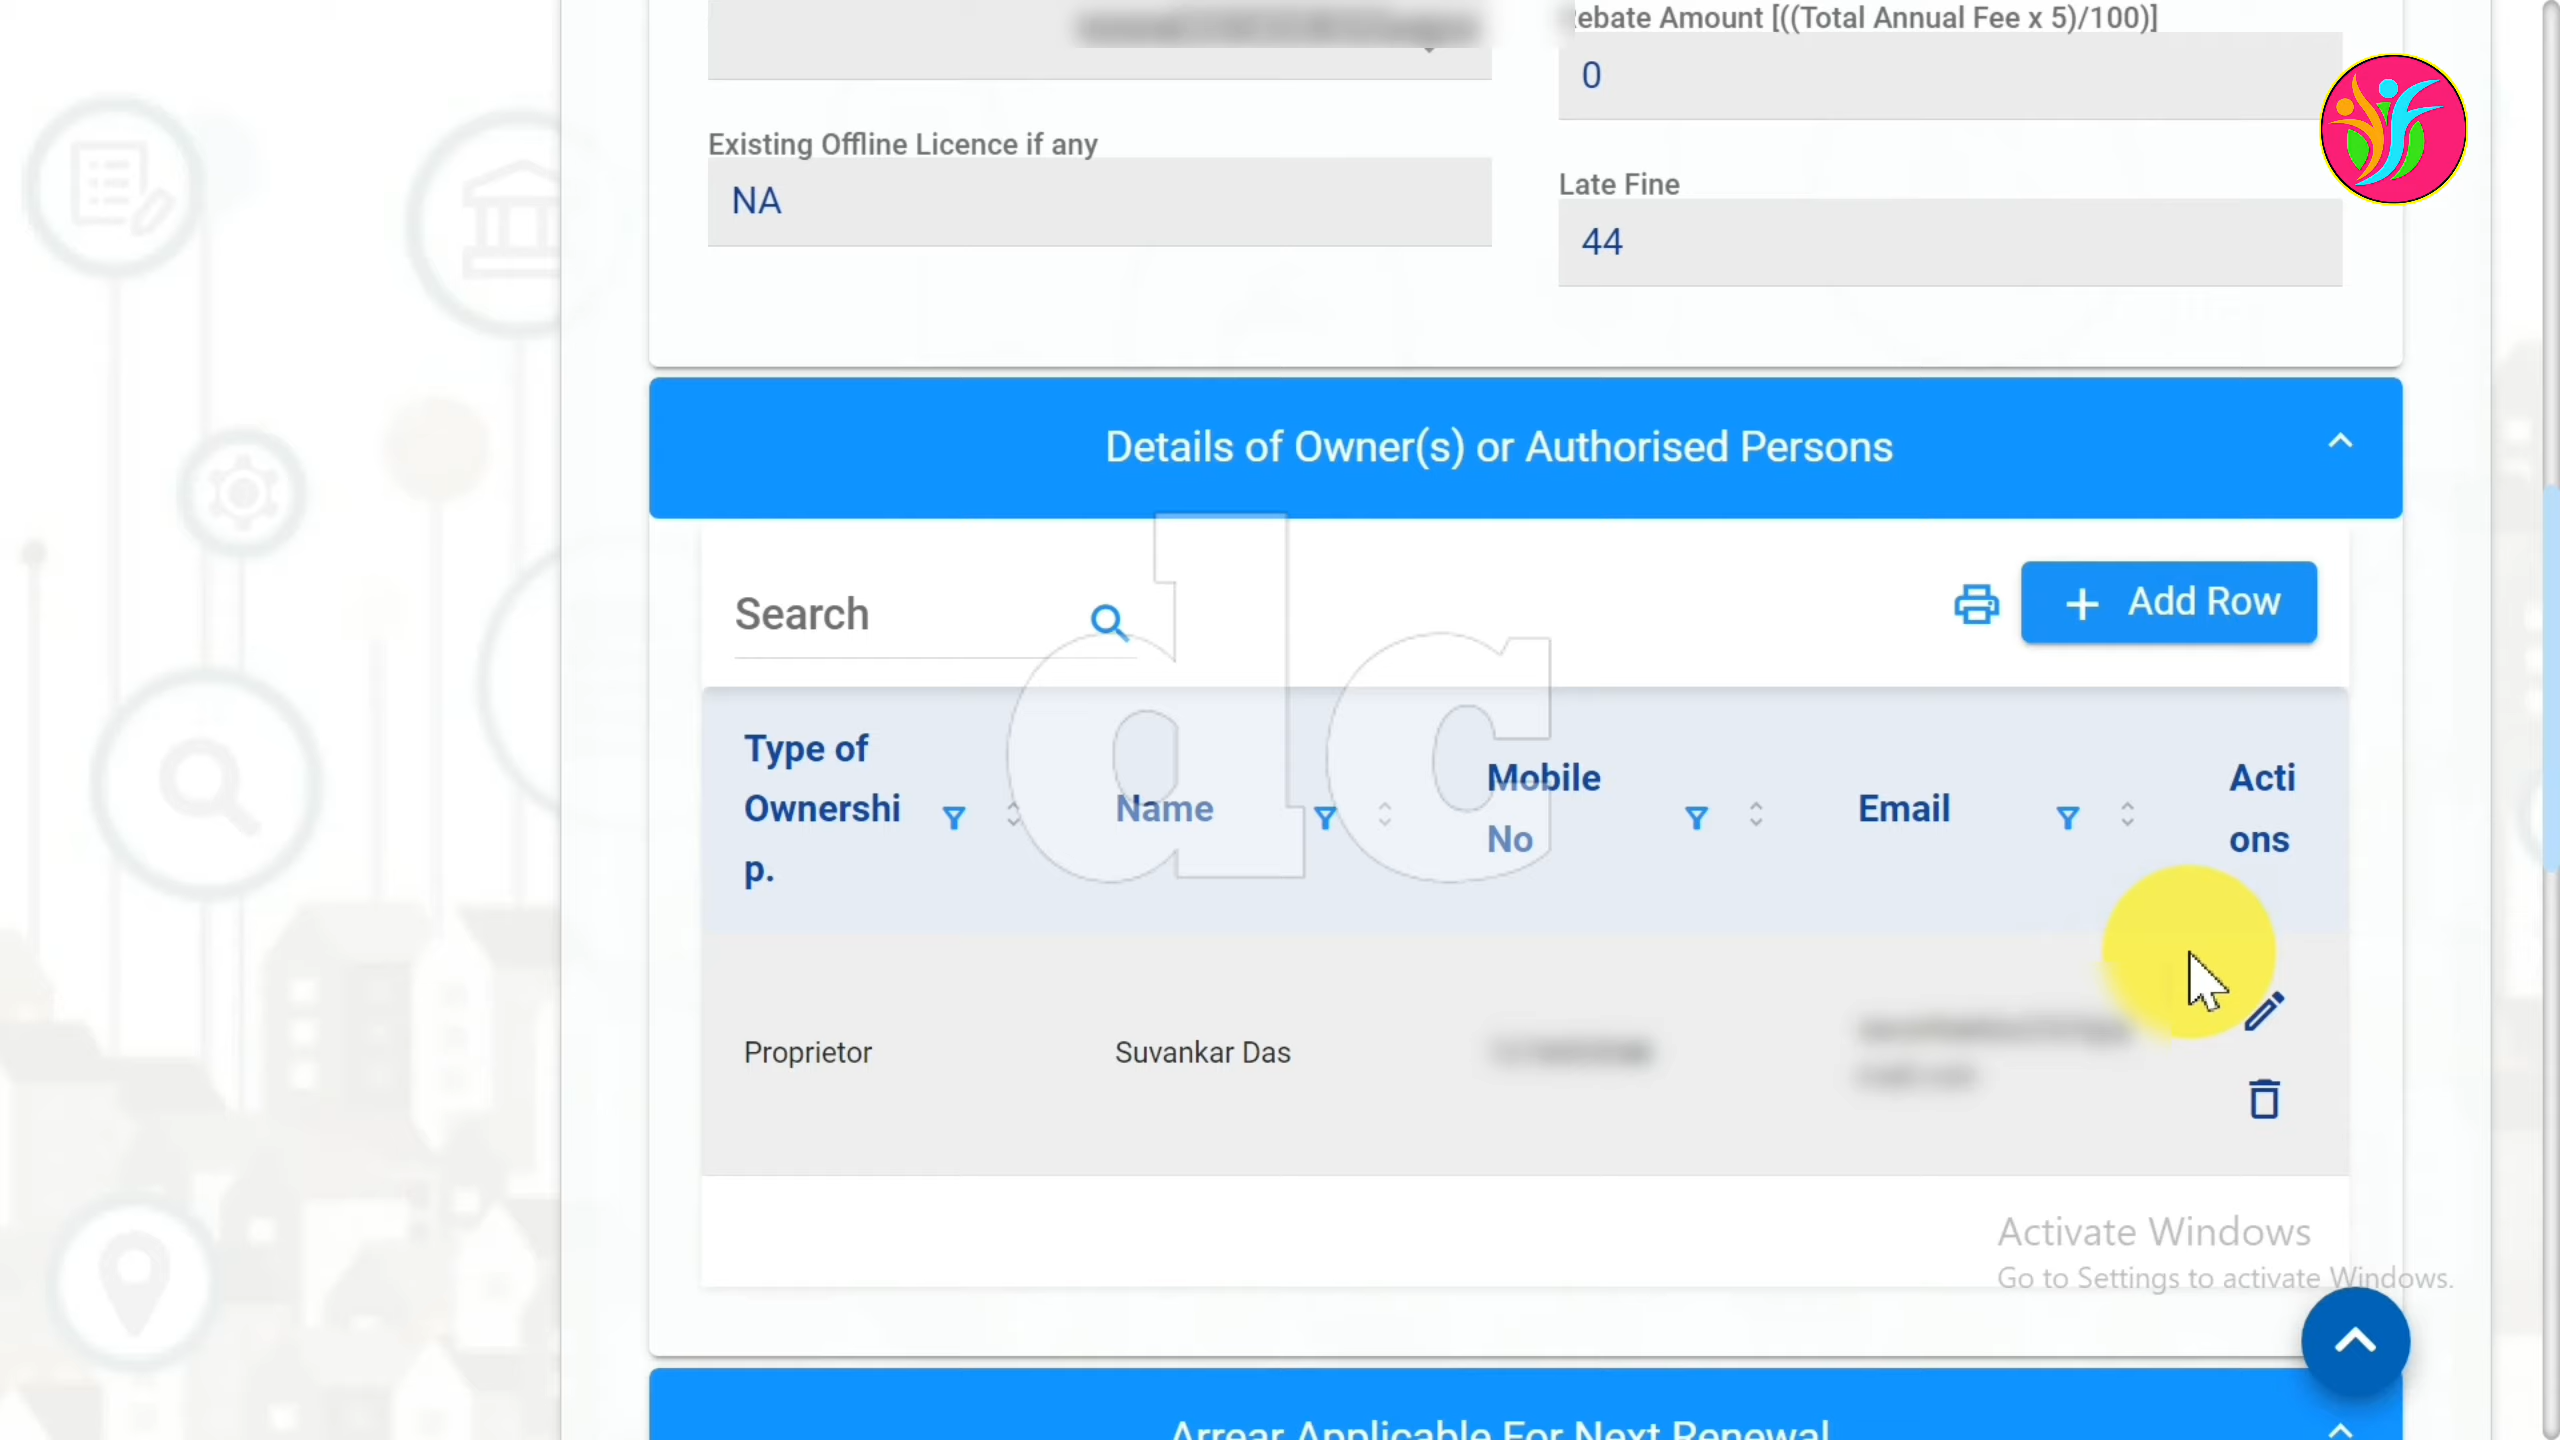 Rebate Amount [((Total Annual Fee x 5)/100)]
0
Existing Offline Licence if any
NA
Late Fine
44
Details of Owner(s) or Authorised Persons
Search
Add Row
Type of
Ownershi
p.
Name
Mobile
No
Email
Acti
ons
Proprietor
Suvankar Das
dc
Activate Windows
Go to Settings to activate Windows.
Arrear Applicable For Next Renewal